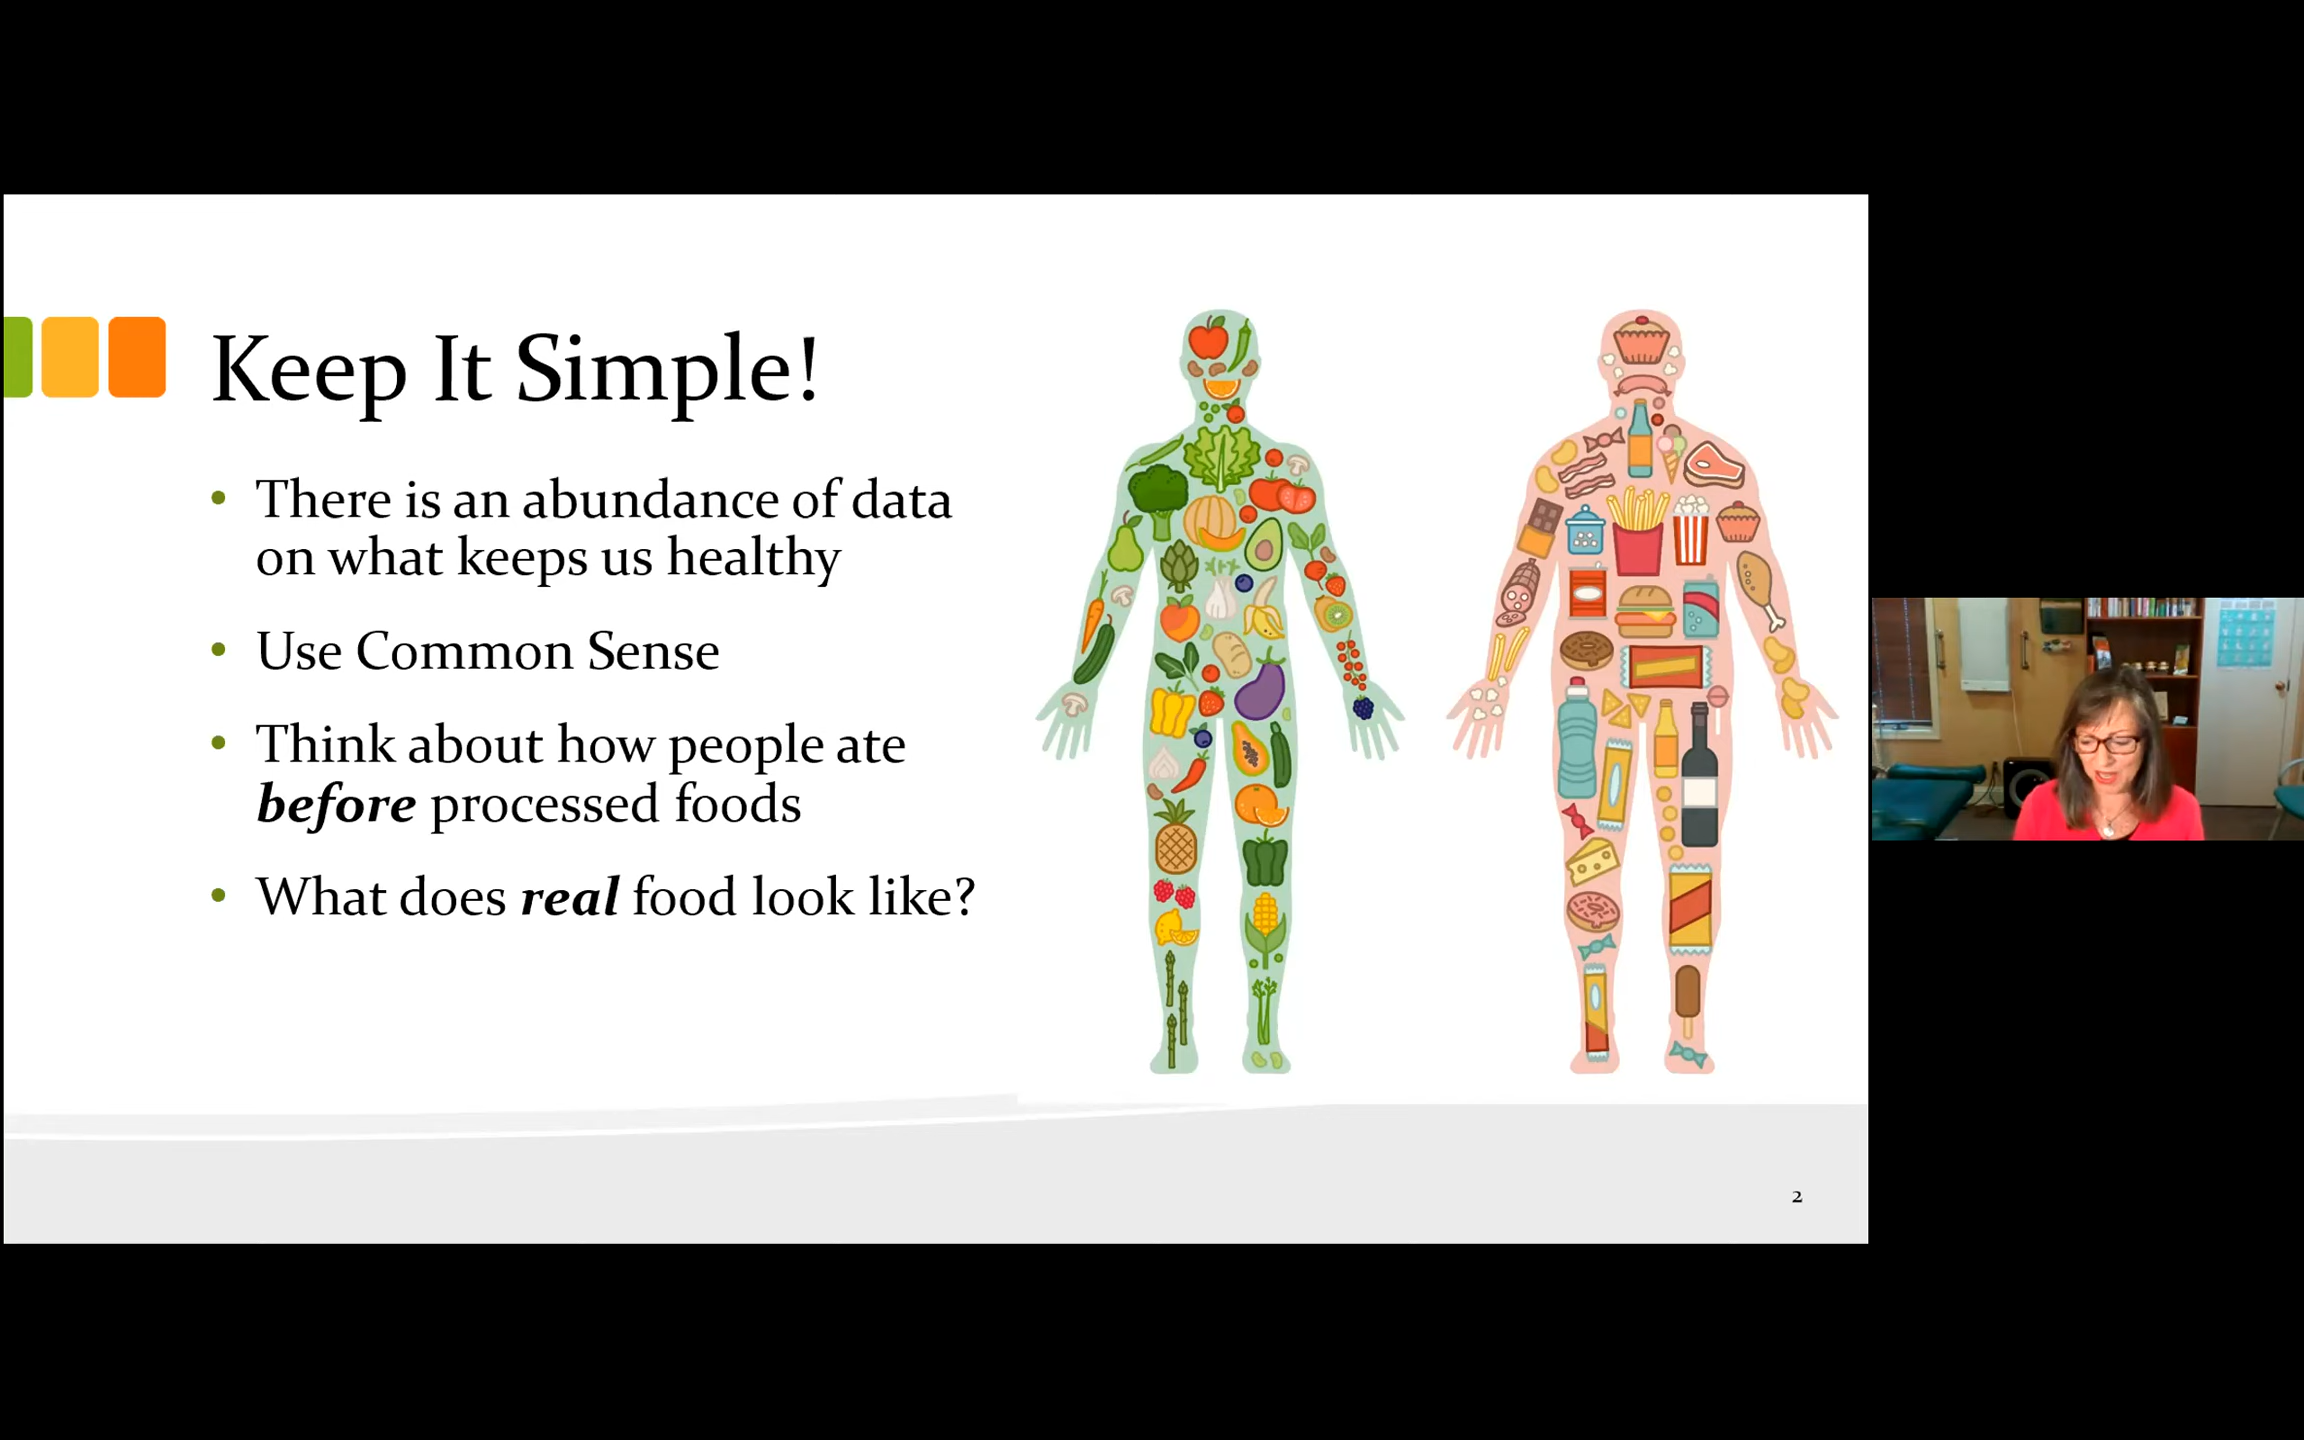 Keep It Simple!
• There is an abundance of data
on what keeps us healthy
• Use Common Sense
• Think about how people ate
before processed foods
• What does real food look like?
2